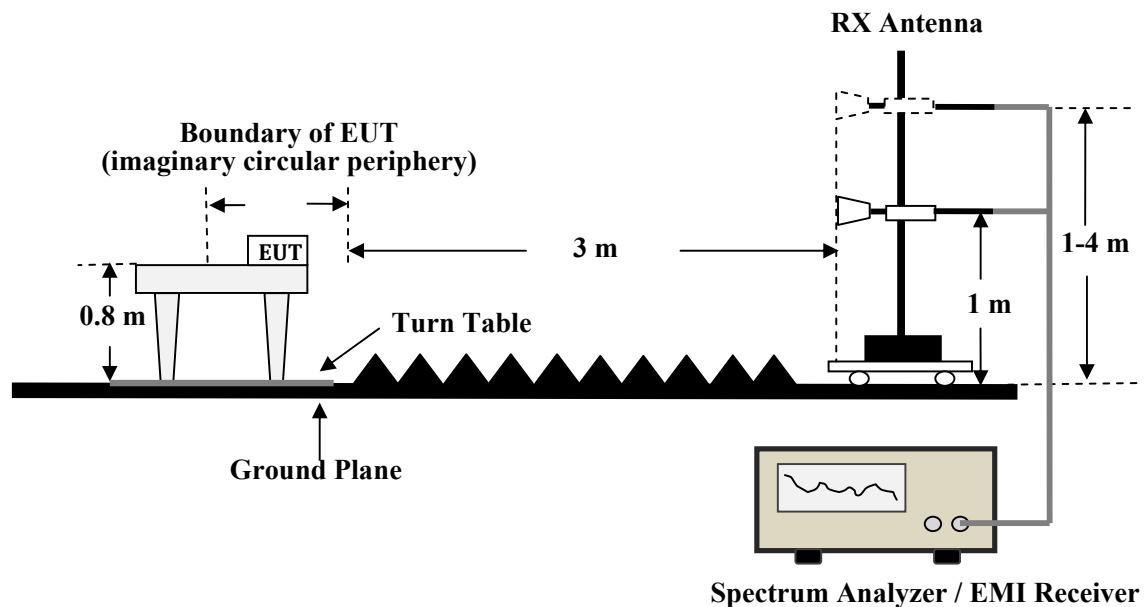 RX Antenna
Boundary of EUT
(imaginary circular periphery)
EUT
3 m
1-4 m
0.8 m
1 m
Turn Table
Ground Plane
Spectrum Analyzer / EMI Receiver